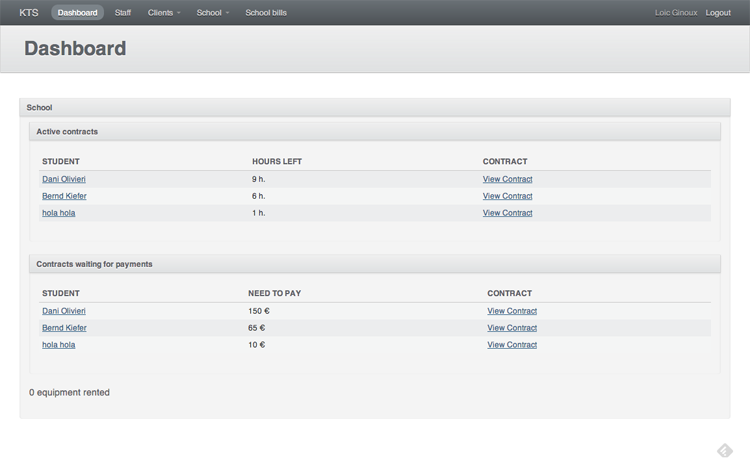 KTS Dashboard Staff Clients School School bills Loic Ginoux Logout
Dashboard
School
Active contracts
STUDENT HOURS LEFT CONTRACT
Dani Olivieri 9 h. View Contract
Bernd Kiefer 6 h. View Contract
hola hola 1 h. View Contract
Contracts waiting for payments
STUDENT NEED TO PAY CONTRACT
Dani Olivieri 150 € View Contract
Bernd Kiefer 65 € View Contract
hola hola 10 € View Contract
0 equipment rented